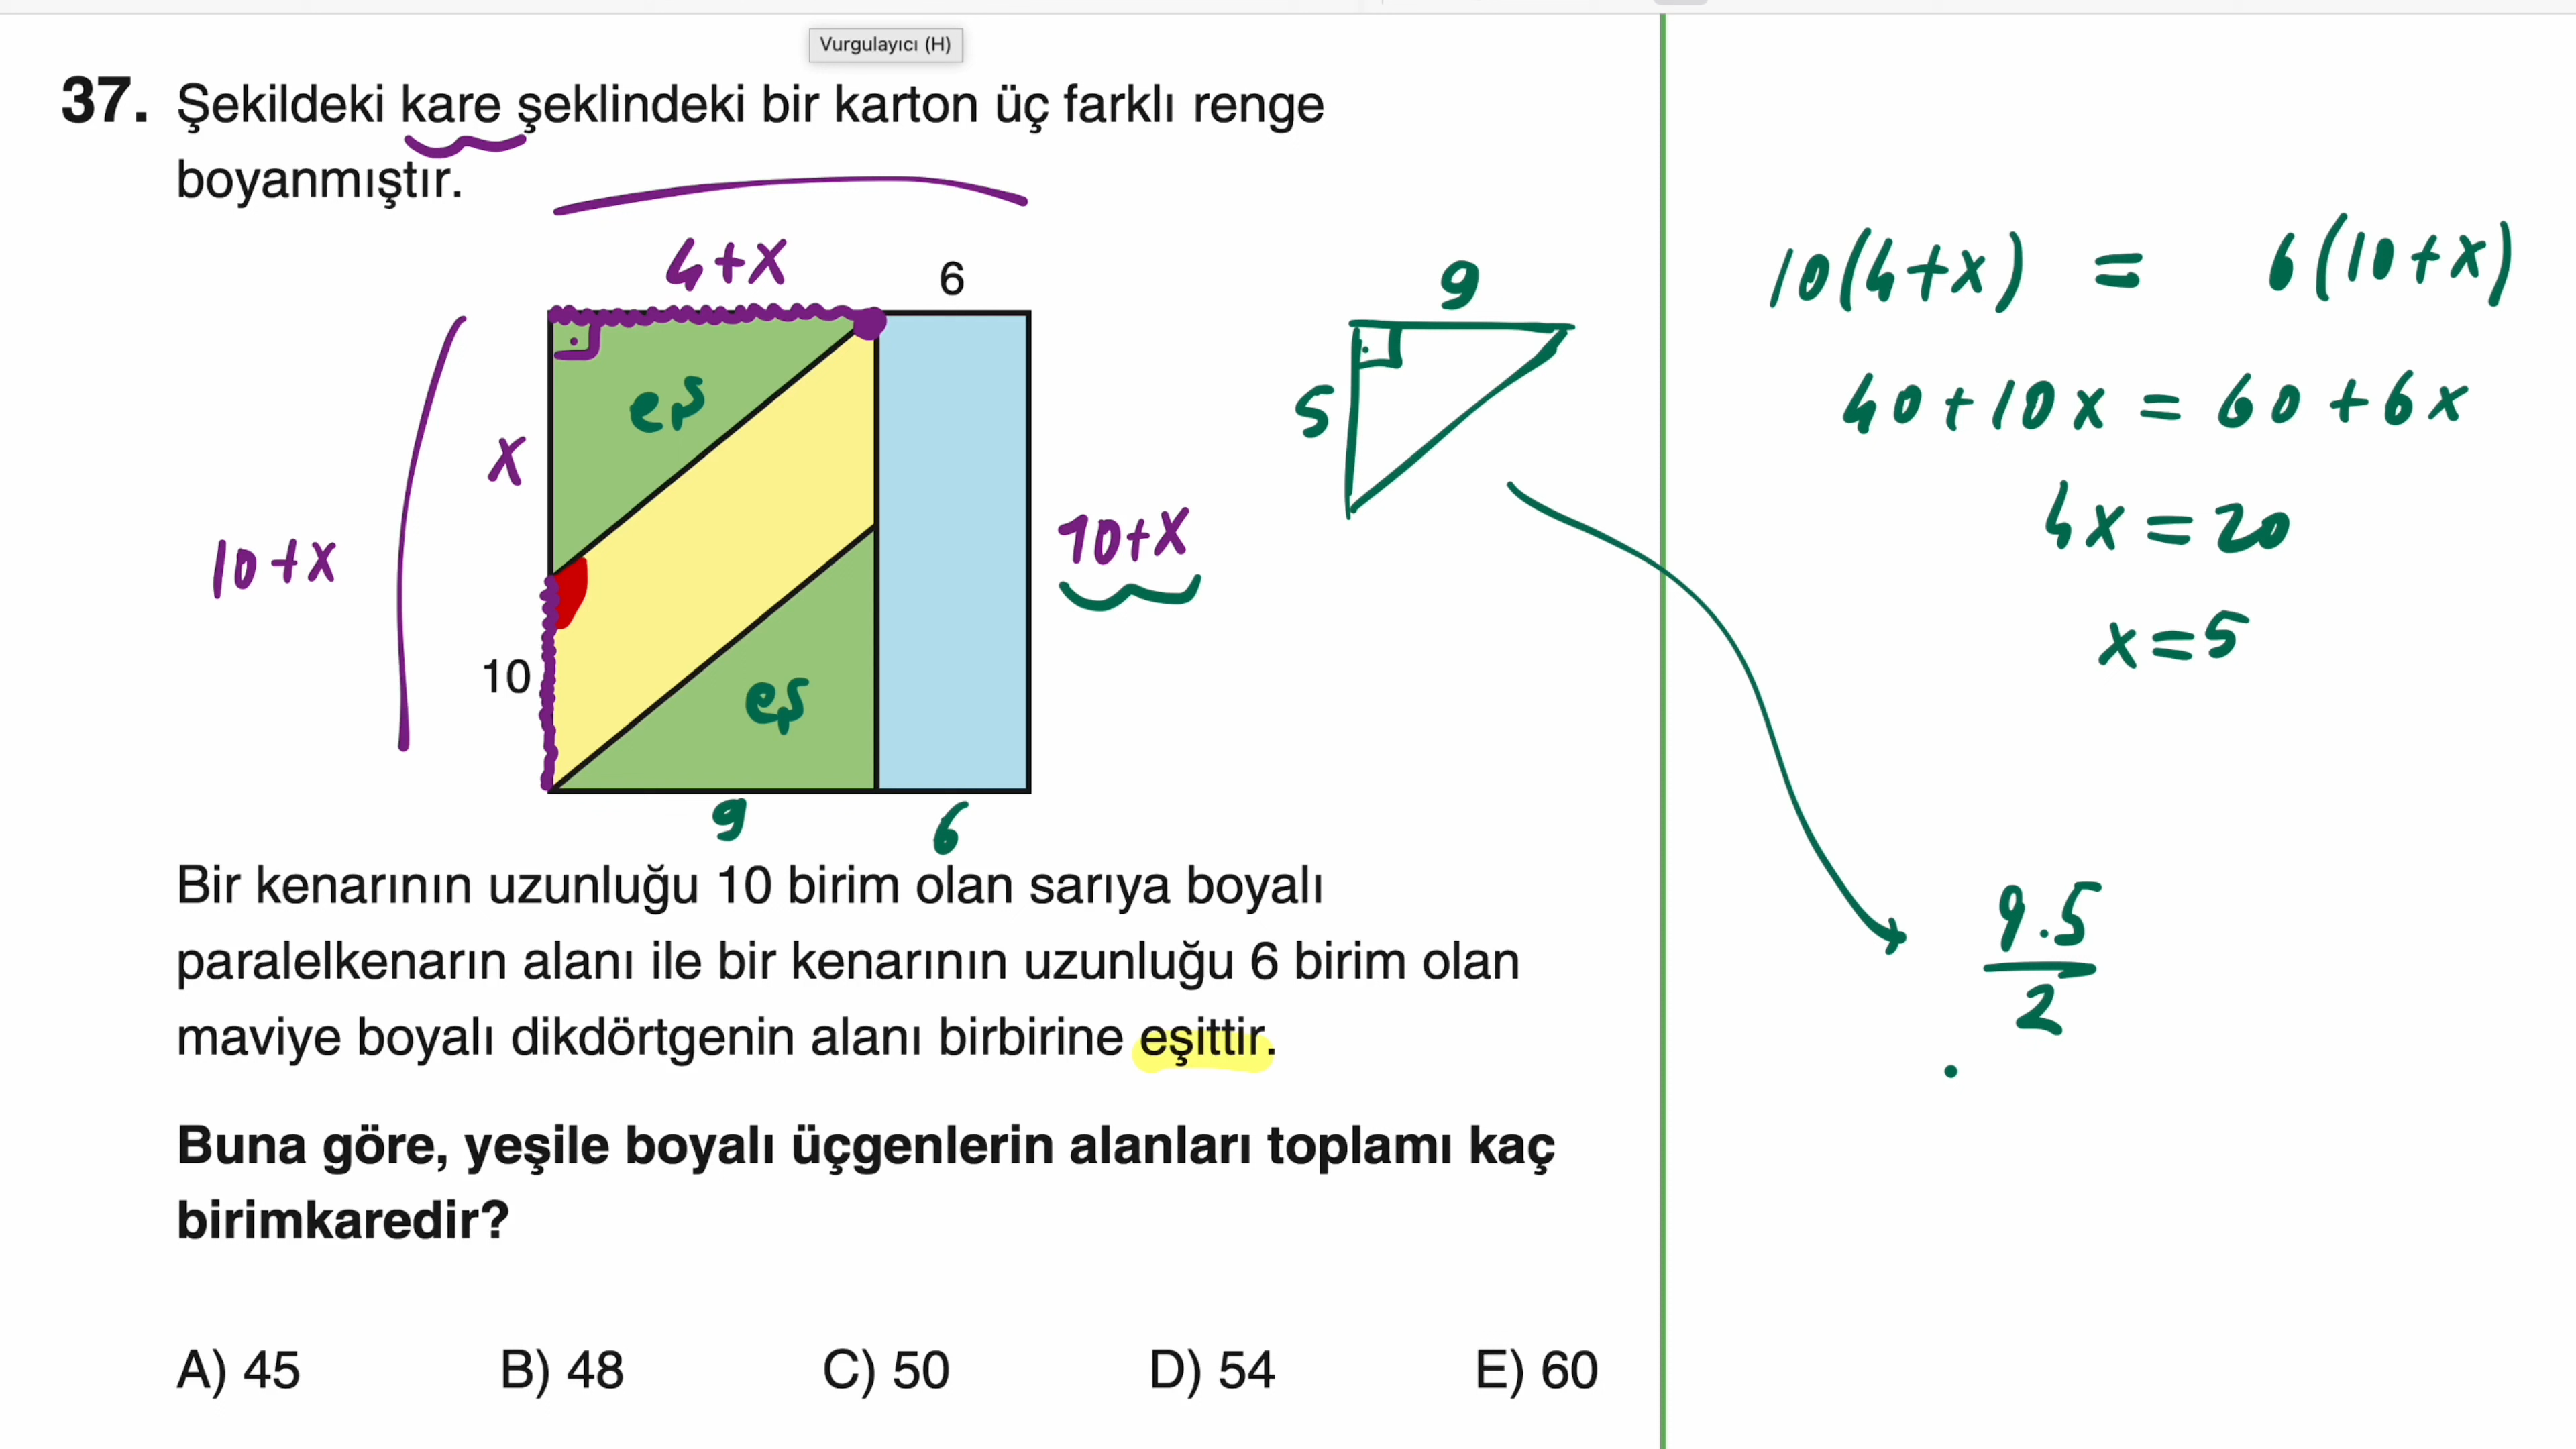 Vurgulayıcı (H)
37. Şekildeki kare şeklindeki bir karton üç farklı renge
boyanmıştır.
4+x
6
eş
x
10+x
10
10+x
eş
9
6
9
5
10(4+x) = 6(10+x)
40+10x = 60+6x
4x=20
x=5
9.5
2
Bir kenarının uzunluğu 10 birim olan sarıya boyalı
paralelkenarın alanı ile bir kenarının uzunluğu 6 birim olan
maviye boyalı dikdörtgenin alanı birbirine eşittir.
Buna göre, yeşile boyalı üçgenlerin alanları toplamı kaç
birimkaredir?
A) 45 B) 48 C) 50 D) 54 E) 60